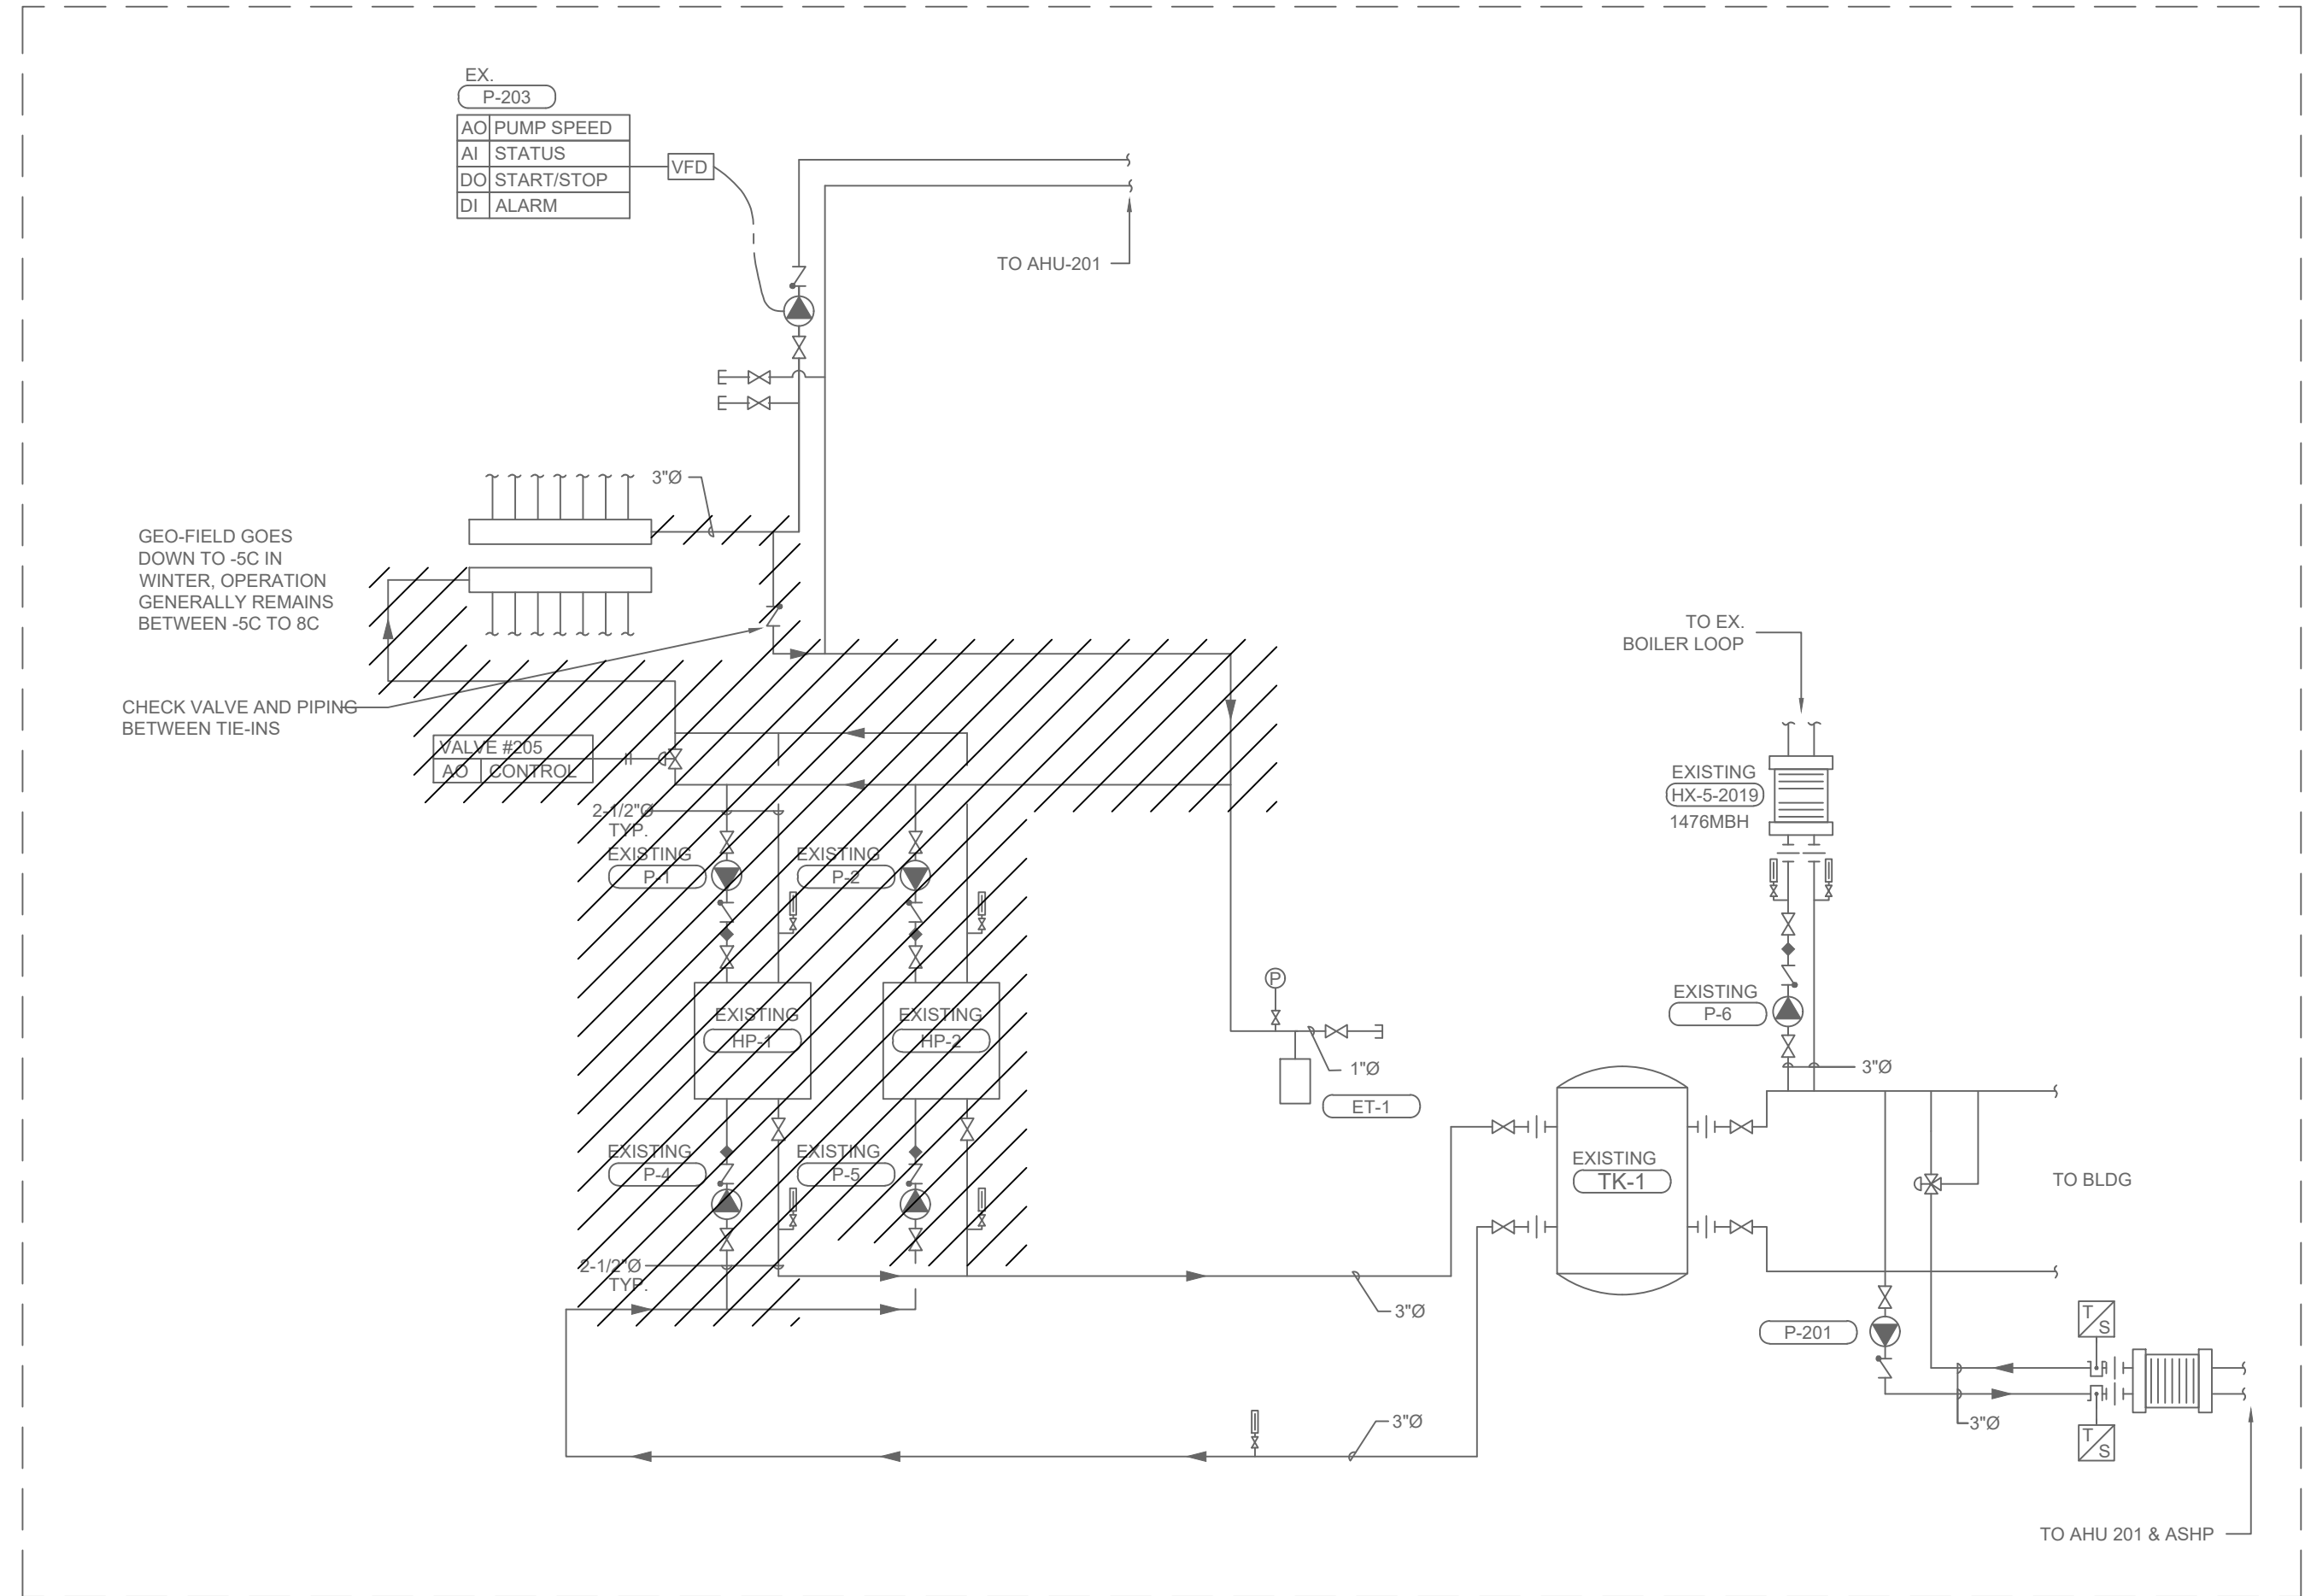 EX.
P-203
AO PUMP SPEED
AI STATUS
DO START/STOP
DI ALARM
VFD
TO AHU-201
3"Ø
GEO-FIELD GOES
DOWN TO -5C IN
WINTER, OPERATION
GENERALLY REMAINS
BETWEEN -5C TO 8C
CHECK VALVE AND PIPING
BETWEEN TIE-INS
VALVE #205
AO CONTROL
2-1/2"Ø
TYP.
EXISTING
P-1
EXISTING
P-2
EXISTING
HP-1
EXISTING
HP-2
EXISTING
P-4
EXISTING
P-5
2-1/2"Ø
TYP.
P
1"Ø
ET-1
3"Ø
3"Ø
TO EX.
BOILER LOOP
EXISTING
HX-5-2019
1476MBH
EXISTING
P-6
3"Ø
EXISTING
TK-1
TO BLDG
P-201
T
S
3"Ø
T
S
TO AHU 201 & ASHP